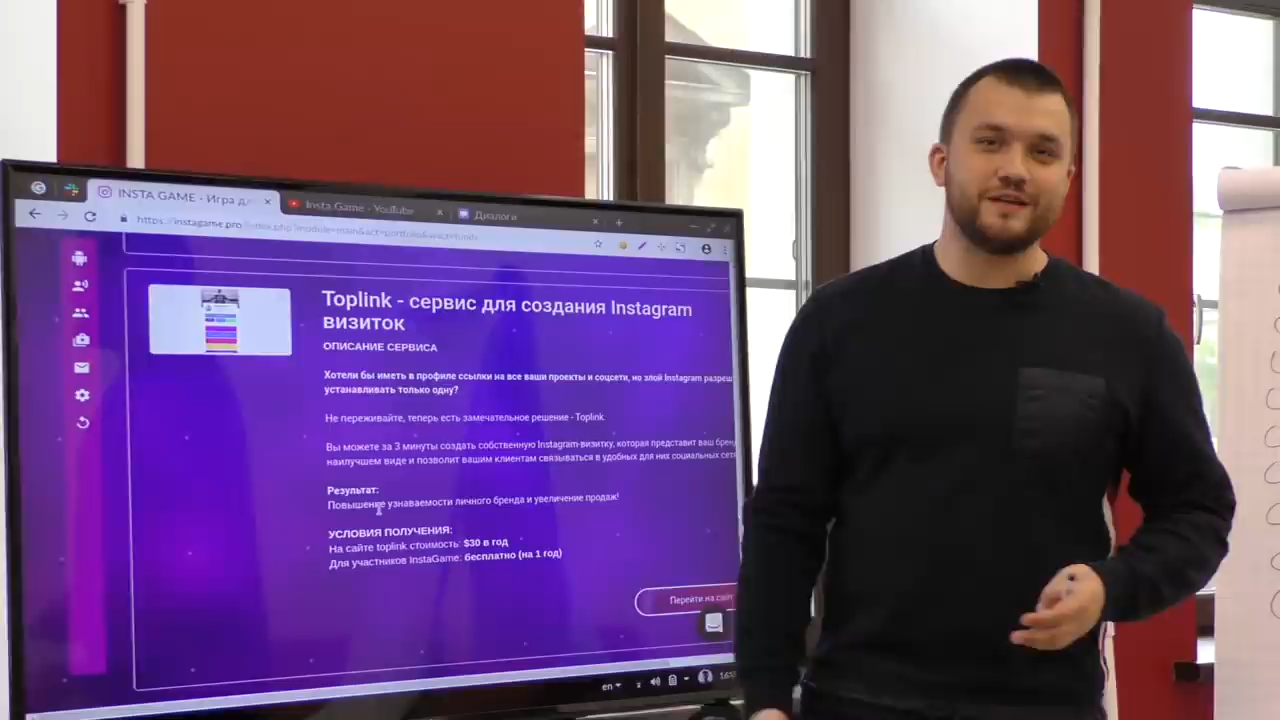 INSTA GAME - Игра дл
Insta Game - YouTube
Диалоги
https://instagame.pro
Toplink - сервис для создания Instagram
визиток
ОПИСАНИЕ СЕРВИСА
Хотели бы иметь в профиле ссылки на все ваши проекты и соцсети, но злой Instagram разреш
устанавливать только одну?
Не переживайте, теперь есть замечательное решение - Toplink.
Вы можете за 3 минуты создать собственную Instagram-визитку, которая представит ваш бренд
наилучшем виде и позволит вашим клиентам связываться в удобных для них социальных сетя
Результат:
Повышение узнаваемости личного бренда и увеличение продаж!
УСЛОВИЯ ПОЛУЧЕНИЯ:
На сайте toplink стоимость: $30 в год
Для участников InstaGame: бесплатно (на 1 год)
Перейти на сайт
en